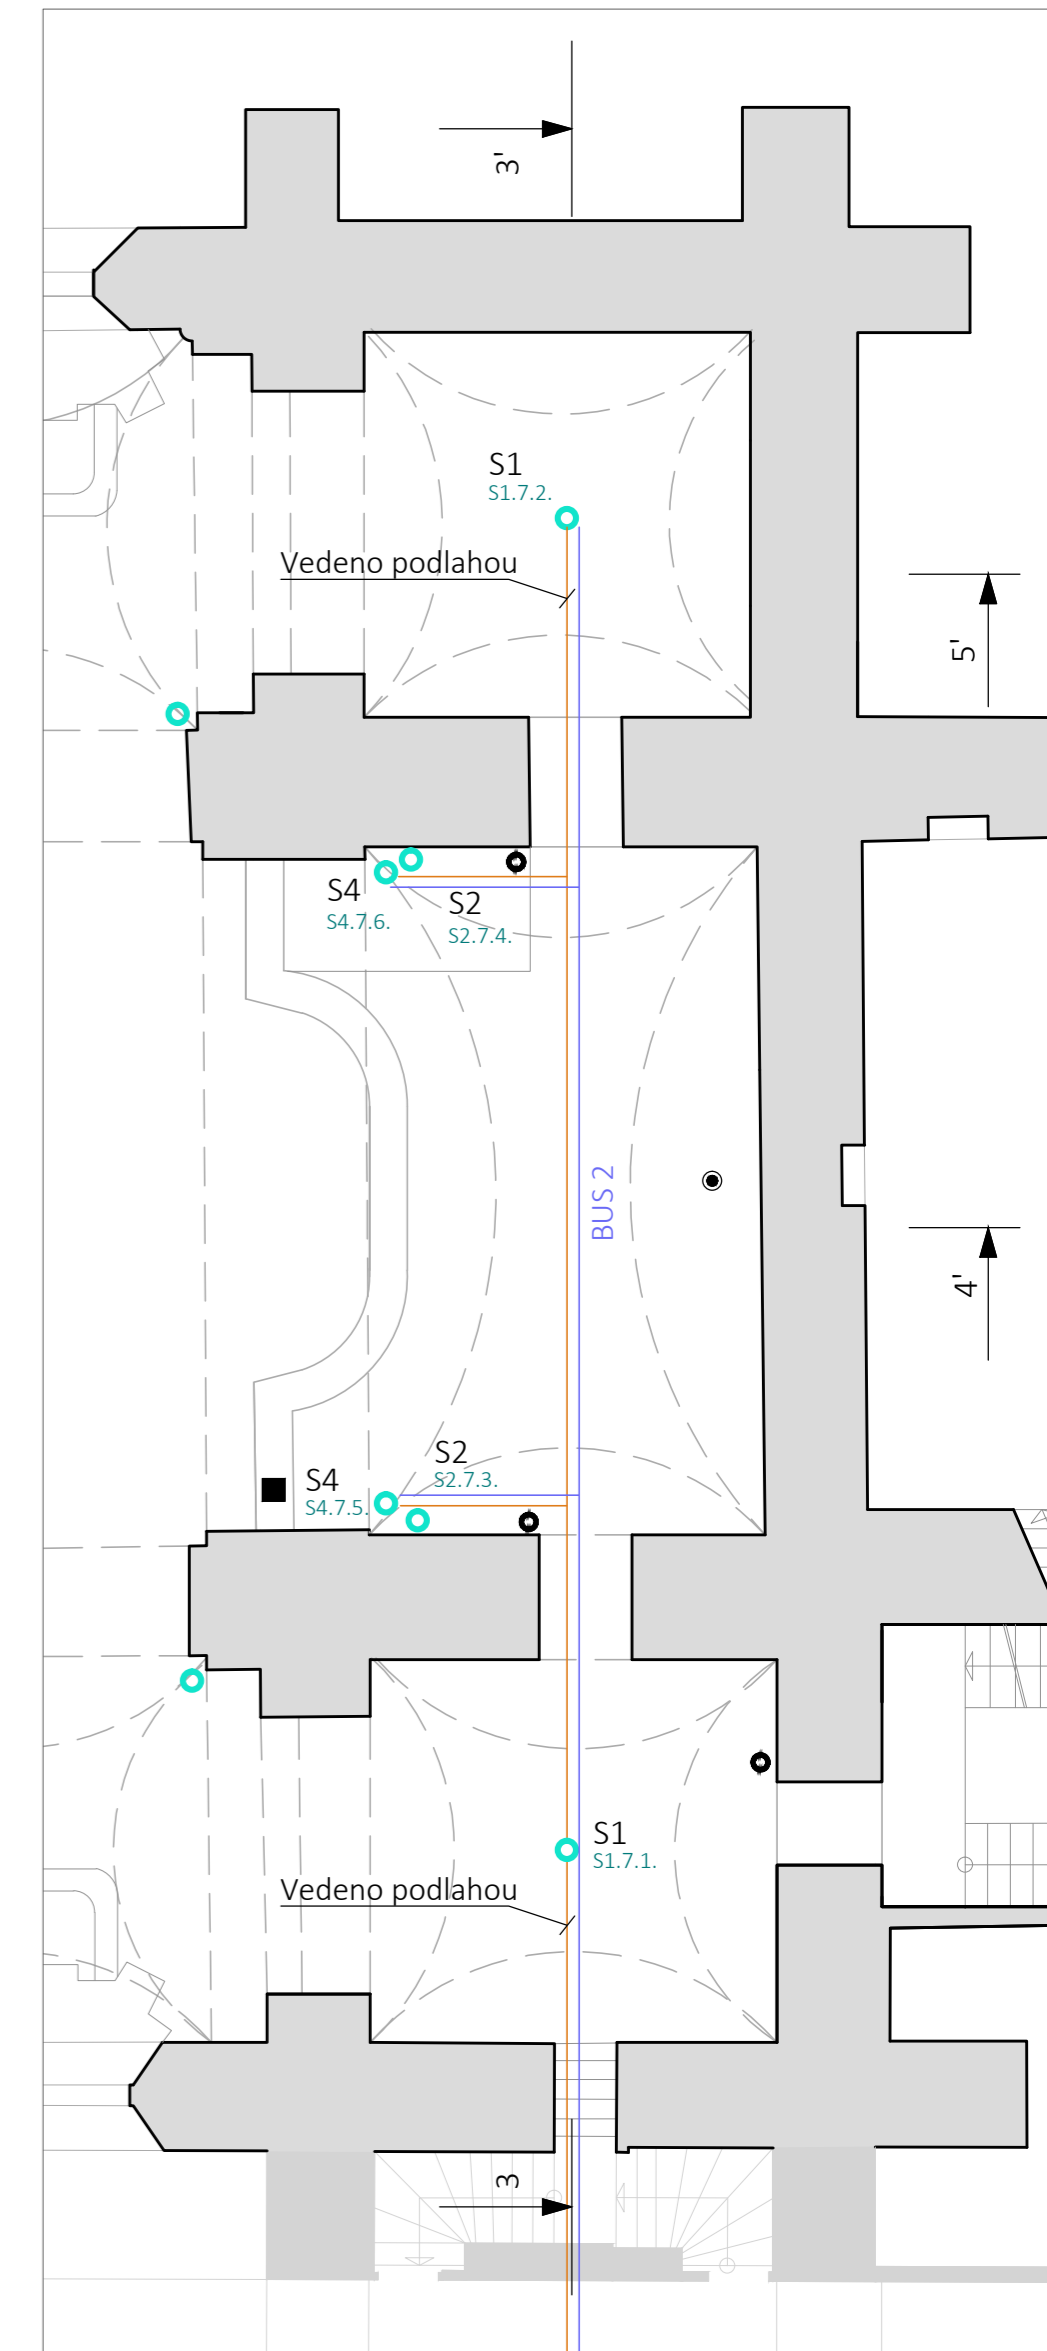 3'
S1
S1.7.2.
Vedeno podlahou
5'
S4
S4.7.6.
S2
S2.7.4.
BUS 2
4'
S2
S2.7.3.
S4
S4.7.5.
S1
S1.7.1.
Vedeno podlahou
3